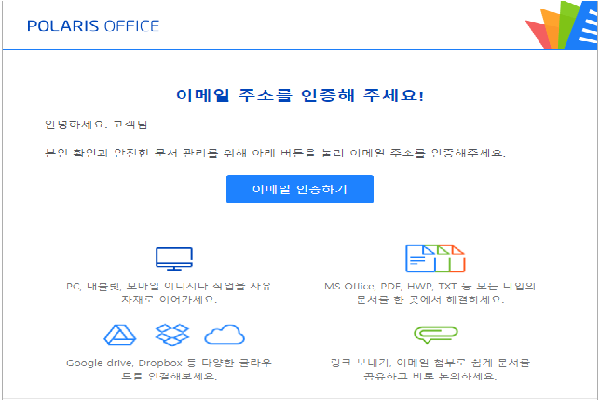 POLARIS OFFICE
이메일 주소를 인증해 주세요!
안녕하세요. 고객님
본인 확인과 안전한 문서 관리를 위해 아래 버튼을 눌러 이메일 주소를 인증해주세요.
이메일 인증하기
PC, 태블릿, 모바일 어디서나 작업을 자유
자재로 이어가세요.
MS Office, PDF, HWP, TXT 등 모든 타입의
문서를 한 곳에서 해결하세요.
Google drive, Dropbox 등 다양한 클라우
드를 연결해보세요.
링크 보내기, 이메일 첨부로 쉽게 문서를
공유하고 바로 논의하세요.